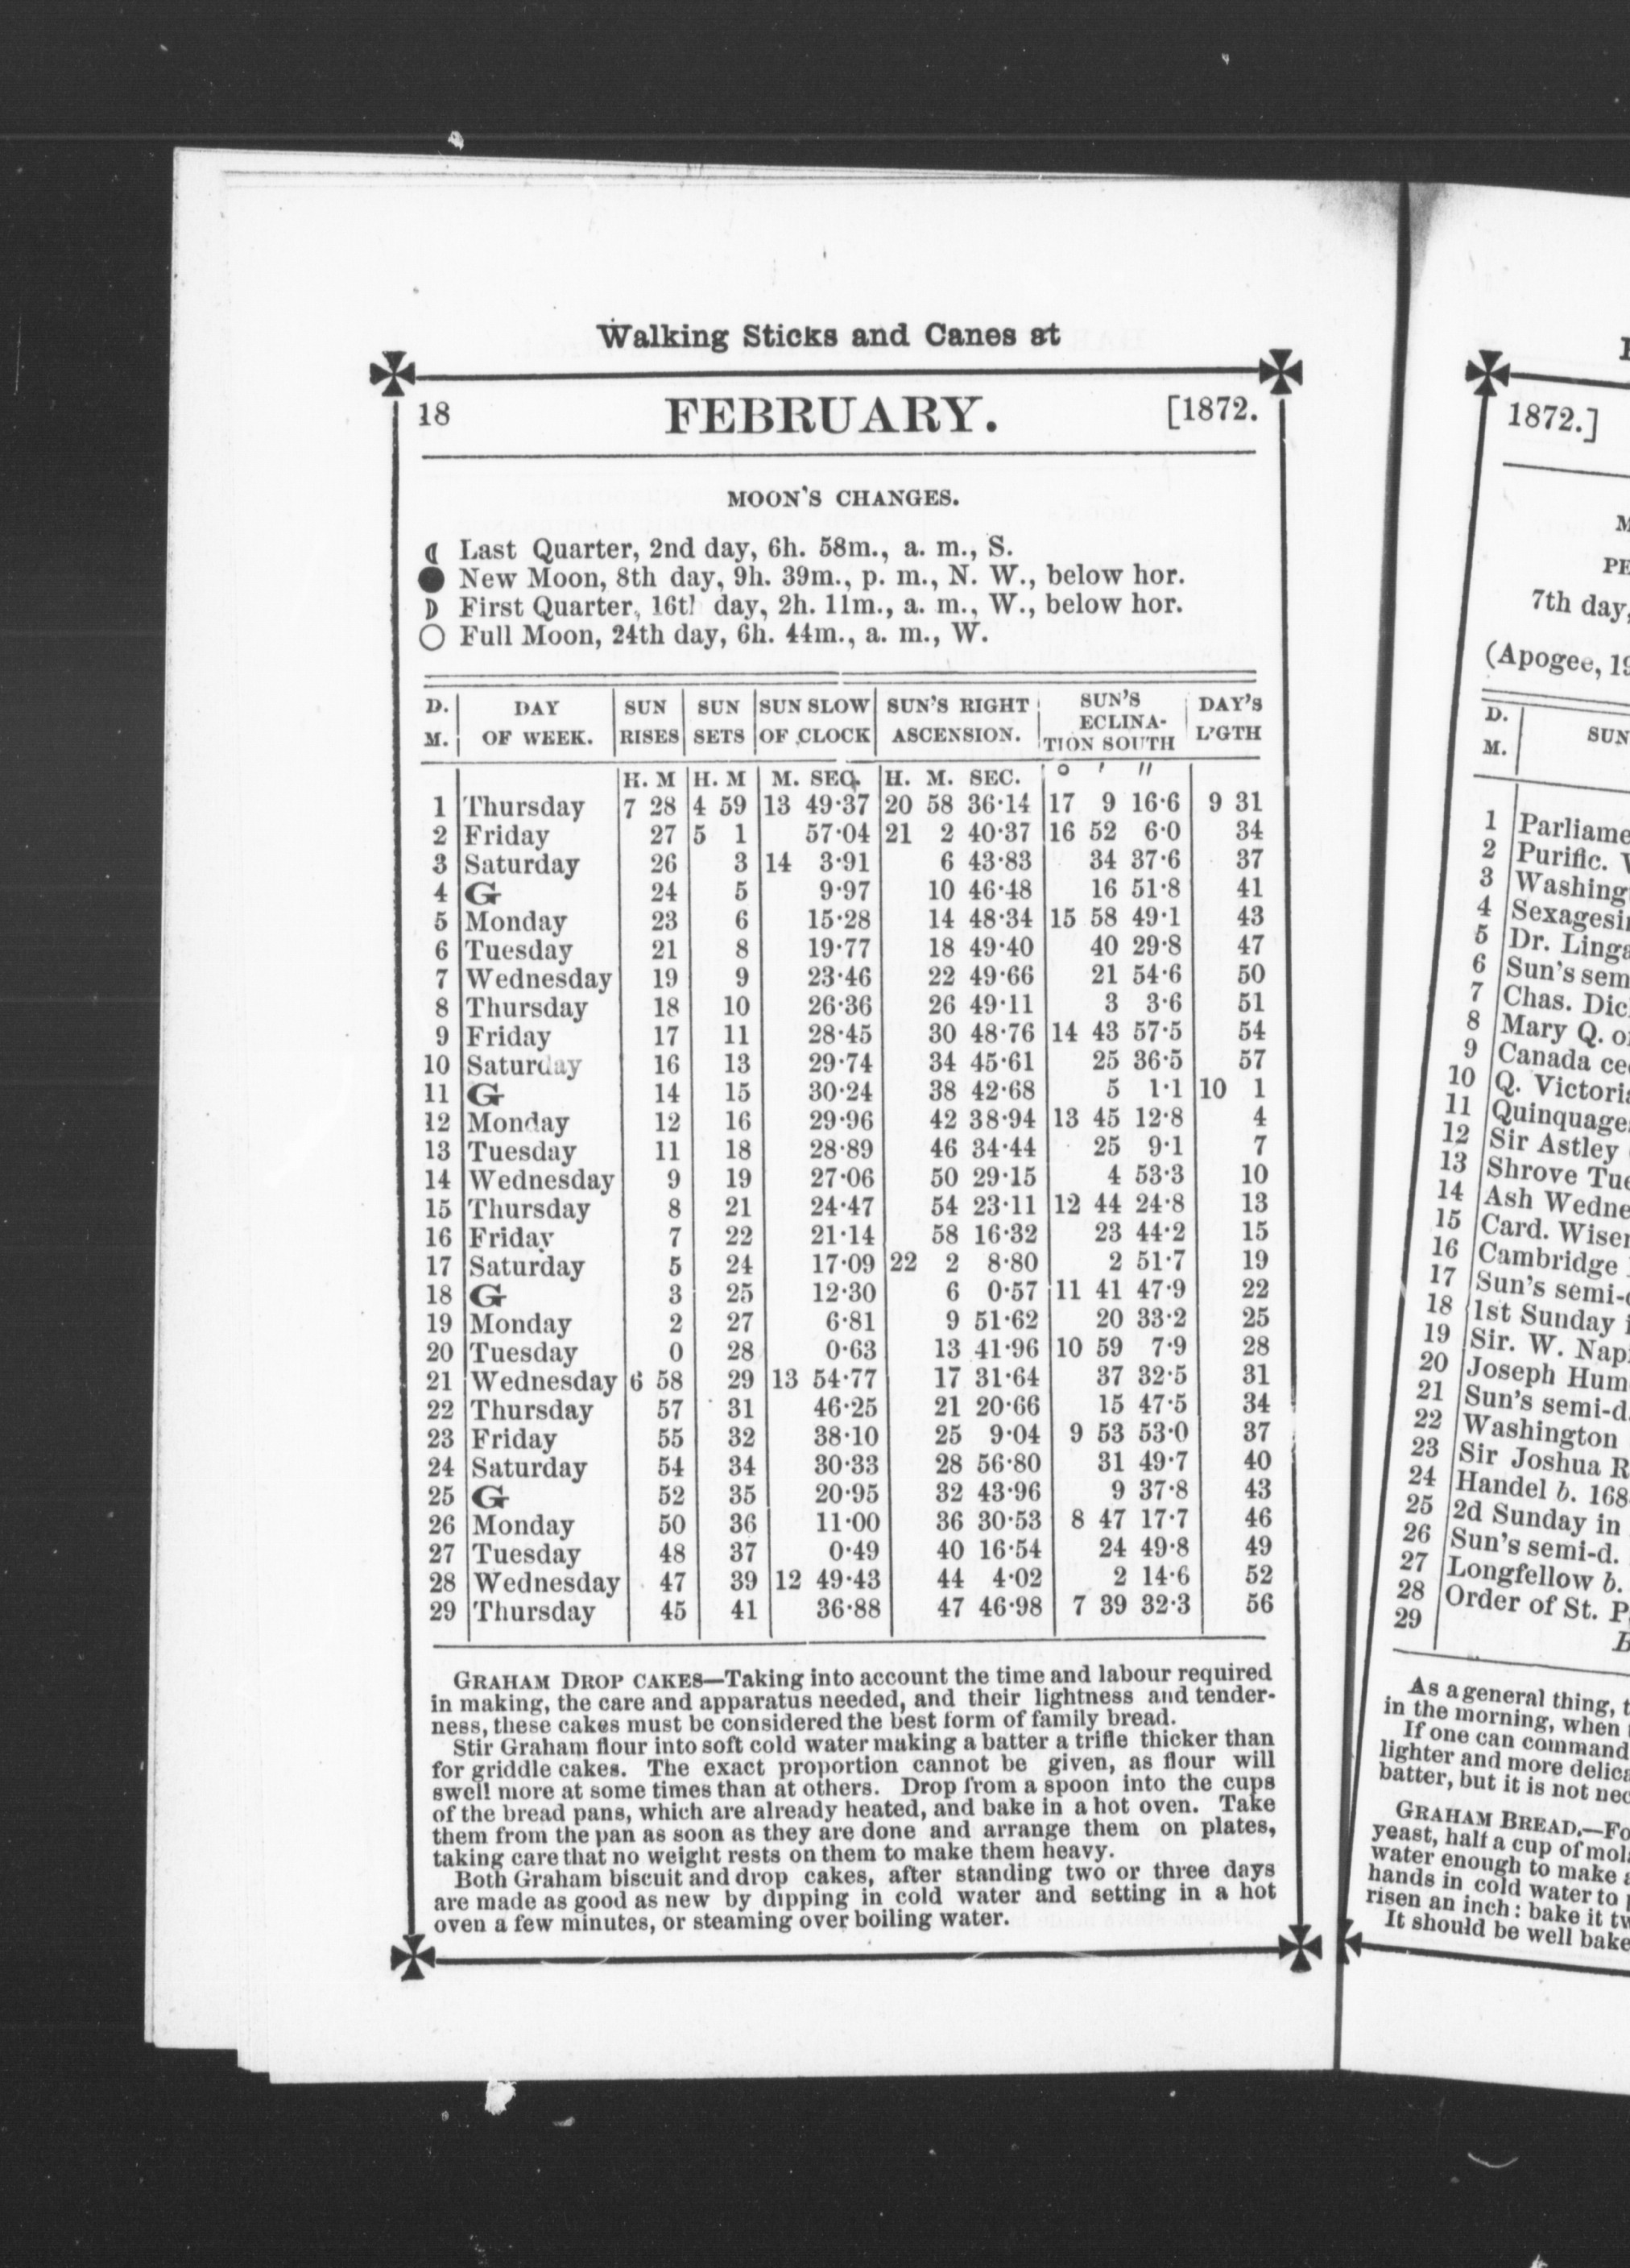 Walking Sticks and Canes at
18 FEBRUARY. [1872.
MOON'S CHANGES.
Last Quarter, 2nd day, 6h. 58m., a. m., S.
New Moon, 8th day, 9h. 39m., p. m., N. W., below hor.
First Quarter, 16t day, 2h. 11m., a. m., W., below hor.
Full Moon, 24th day, 6h. 44m., a. m., W.
D. | DAY | SUN | SUN | SUN SLOW | SUN'S RIGHT | SUN'S | DAY'S
ECLINA-
M. | OF WEEK. | RISES | SETS | OF CLOCK | ASCENSION. | TION SOUTH | L'GTH
H. M | H. M | M. SEC. | H. M. SEC. | ° ′ ″
1 Thursday 7 28 4 59 13 49·37 20 58 36·14 17 9 16·6 9 31
2 Friday 27 5 1 57·04 21 2 40·37 16 52 6·0 34
3 Saturday 26 3 14 3·91 6 43·83 34 37·6 37
4 G 24 5 9·97 10 46·48 16 51·8 41
5 Monday 23 6 15·28 14 48·34 15 58 49·1 43
6 Tuesday 21 8 19·77 18 49·40 40 29·8 47
7 Wednesday 19 9 23·46 22 49·66 21 54·6 50
8 Thursday 18 10 26·36 26 49·11 3 3·6 51
9 Friday 17 11 28·45 30 48·76 14 43 57·5 54
10 Saturday 16 13 29·74 34 45·61 25 36·5 57
11 G 14 15 30·24 38 42·68 5 1·1 10 1
12 Monday 12 16 29·96 42 38·94 13 45 12·8 4
13 Tuesday 11 18 28·89 46 34·44 25 9·1 7
14 Wednesday 9 19 27·06 50 29·15 4 53·3 10
15 Thursday 8 21 24·47 54 23·11 12 44 24·8 13
16 Friday 7 22 21·14 58 16·32 23 44·2 15
17 Saturday 5 24 17·09 22 2 8·80 2 51·7 19
18 G 3 25 12·30 6 0·57 11 41 47·9 22
19 Monday 2 27 6·81 9 51·62 20 33·2 25
20 Tuesday 0 28 0·63 13 41·96 10 59 7·9 28
21 Wednesday 6 58 29 13 54·77 17 31·64 37 32·5 31
22 Thursday 57 31 46·25 21 20·66 15 47·5 34
23 Friday 55 32 38·10 25 9·04 9 53 53·0 37
24 Saturday 54 34 30·33 28 56·80 31 49·7 40
25 G 52 35 20·95 32 43·96 9 37·8 43
26 Monday 50 36 11·00 36 30·53 8 47 17·7 46
27 Tuesday 48 37 0·49 40 16·54 24 49·8 49
28 Wednesday 47 39 12 49·43 44 4·02 2 14·6 52
29 Thursday 45 41 36·88 47 46·98 7 39 32·3 56
GRAHAM DROP CAKES—Taking into account the time and labour required
in making, the care and apparatus needed, and their lightness and tender-
ness, these cakes must be considered the best form of family bread.
Stir Graham flour into soft cold water making a batter a trifle thicker than
for griddle cakes. The exact proportion cannot be given, as flour will
swell more at some times than at others. Drop from a spoon into the cups
of the bread pans, which are already heated, and bake in a hot oven. Take
them from the pan as soon as they are done and arrange them on plates,
taking care that no weight rests on them to make them heavy.
Both Graham biscuit and drop cakes, after standing two or three days
are made as good as new by dipping in cold water and setting in a hot
oven a few minutes, or steaming over boiling water.
1872.]
7th day,
(Apogee, 19
D.
M. SUN
1 Parliame
2 Purific. V
3 Washing
4 Sexagesi
5 Dr. Linga
6 Sun's sem
7 Chas. Dic
8 Mary Q. o
9 Canada ce
10 Q. Victoria
11 Quinquage
12 Sir Astley
13 Shrove Tue
14 Ash Wedne
15 Card. Wiser
16 Cambridge
17 Sun's semi-
18 1st Sunday i
19 Sir. W. Nap
20 Joseph Hum
21 Sun's semi-d
22 Washington
23 Sir Joshua R
24 Handel b. 168
25 2d Sunday in
26 Sun's semi-d.
27 Longfellow b.
28 Order of St. P
29
As a general thing, t
in the morning, when
If one can command
lighter and more delica
batter, but it is not nec
GRAHAM BREAD.—Fo
yeast, half a cup of mol
water enough to make a
hands in cold water to
risen an inch: bake it tw
It should be well bake